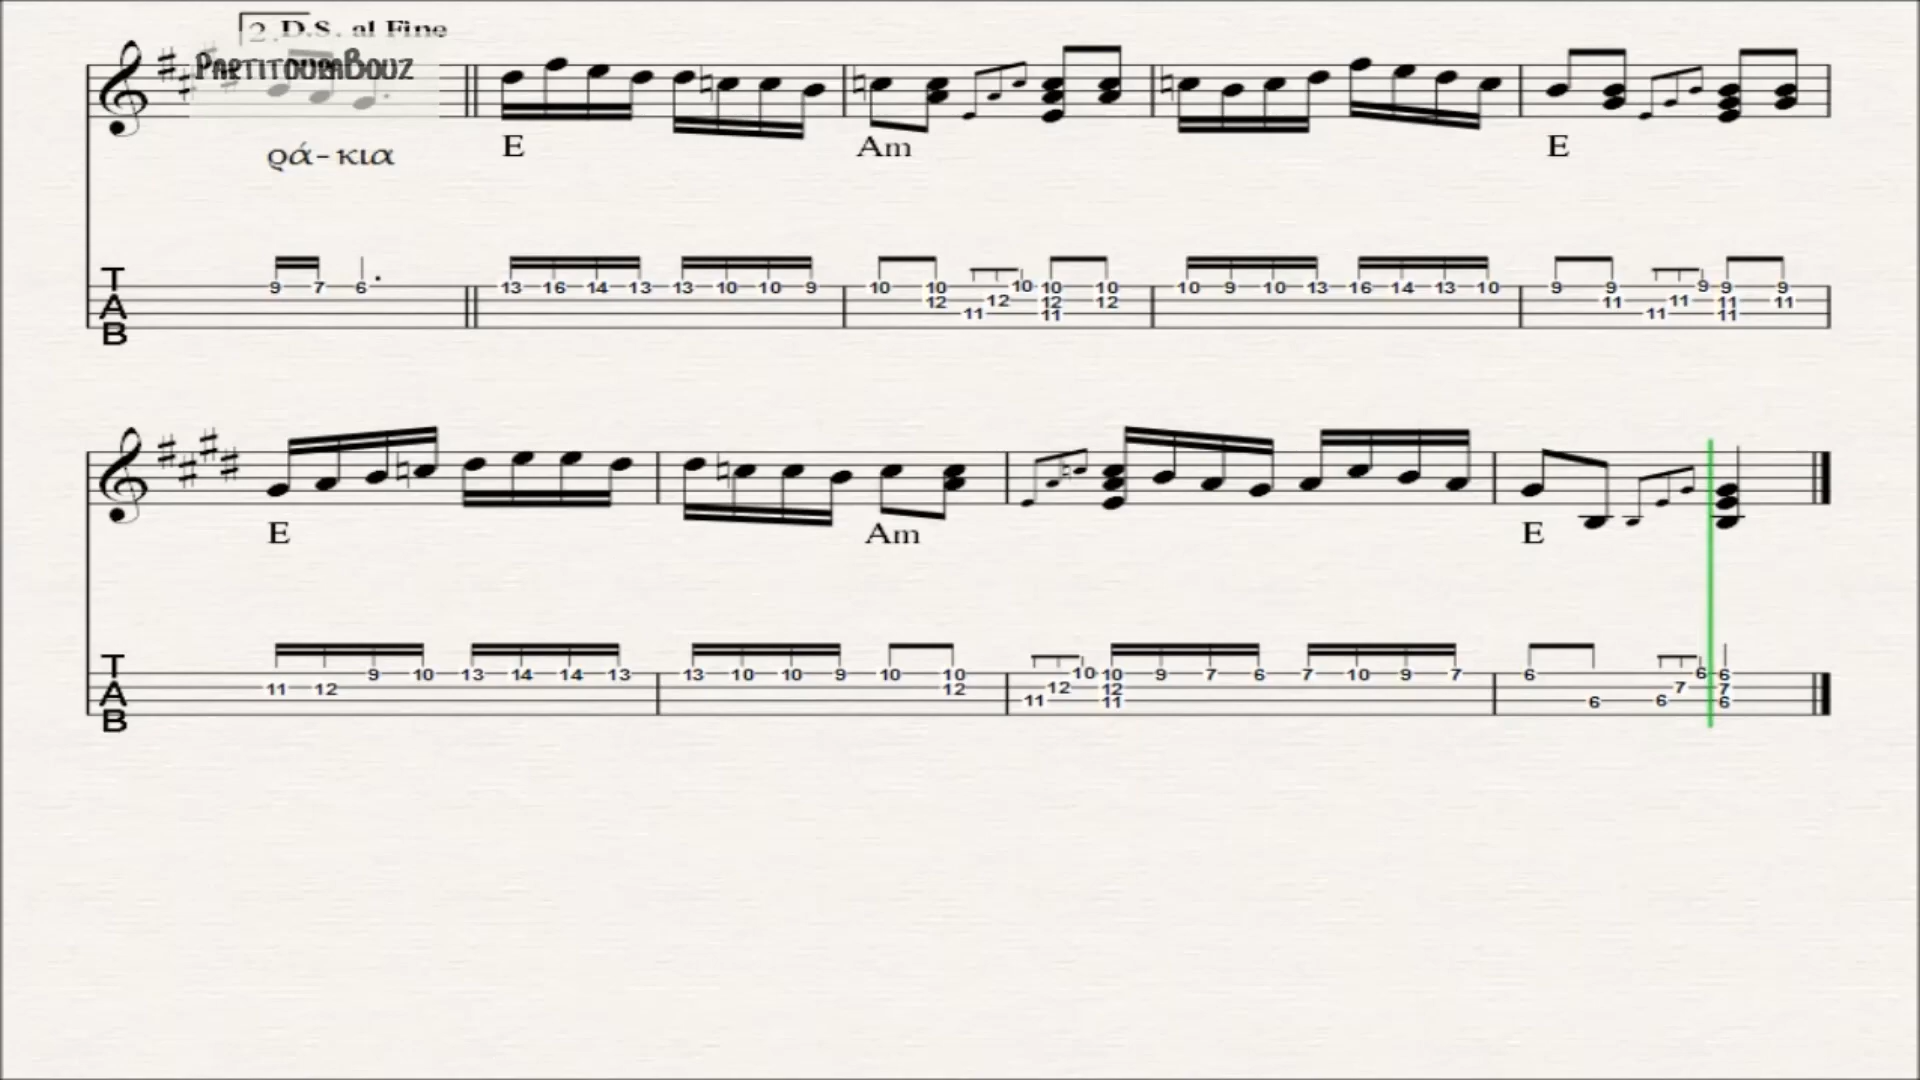 2. D.S. al Fine
PARTITOURABOUZ
ρά-κια E Am E
T 9 7 6 13 16 14 13 13 10 10 9 10 10 10 10 10 10 9 10 13 16 14 13 10 9 9 9 9 9
A 12 12 12 12 11 11 11 11
B 11 11 11 11
E Am E
T 9 10 13 14 14 13 13 10 10 9 10 10 10 10 9 7 6 7 10 9 7 6 6 6
A 11 12 12 12 12 7 7
B 11 11 6 6 6